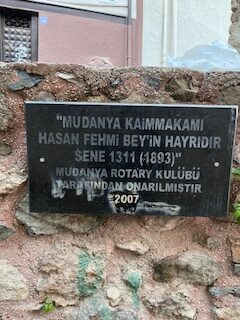 "MUDANYA KAİMMAKAMI
HASAN FEHMİ BEY'İN HAYRIDIR
SENE 1311 (1893)"
MUDANYA ROTARY KULÜBÜ
TARAFINDAN ONARILMIŞTIR
2007